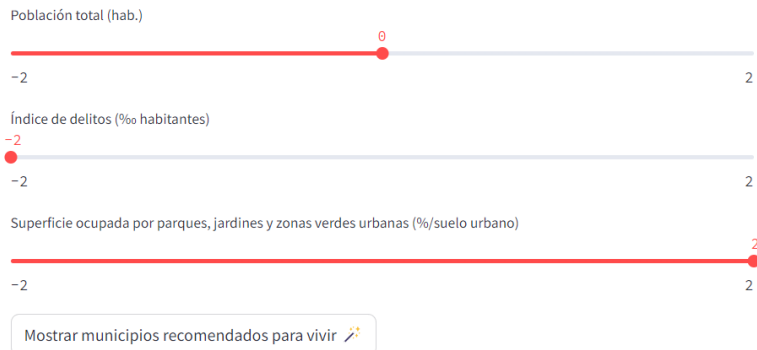 Población total (hab.)
0
−2 2
Índice de delitos (‰ habitantes)
−2
−2 2
Superficie ocupada por parques, jardines y zonas verdes urbanas (%/suelo urbano)
2
−2 2
Mostrar municipios recomendados para vivir 🪄